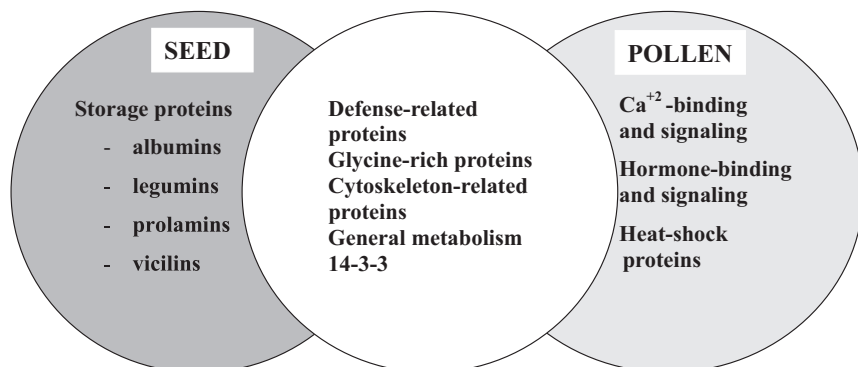 SEED
Storage proteins
- albumins
- legumins
- prolamins
- vicilins
Defense-related
proteins
Glycine-rich proteins
Cytoskeleton-related
proteins
General metabolism
14-3-3
POLLEN
Ca⁺² -binding
and signaling
Hormone-binding
and signaling
Heat-shock
proteins